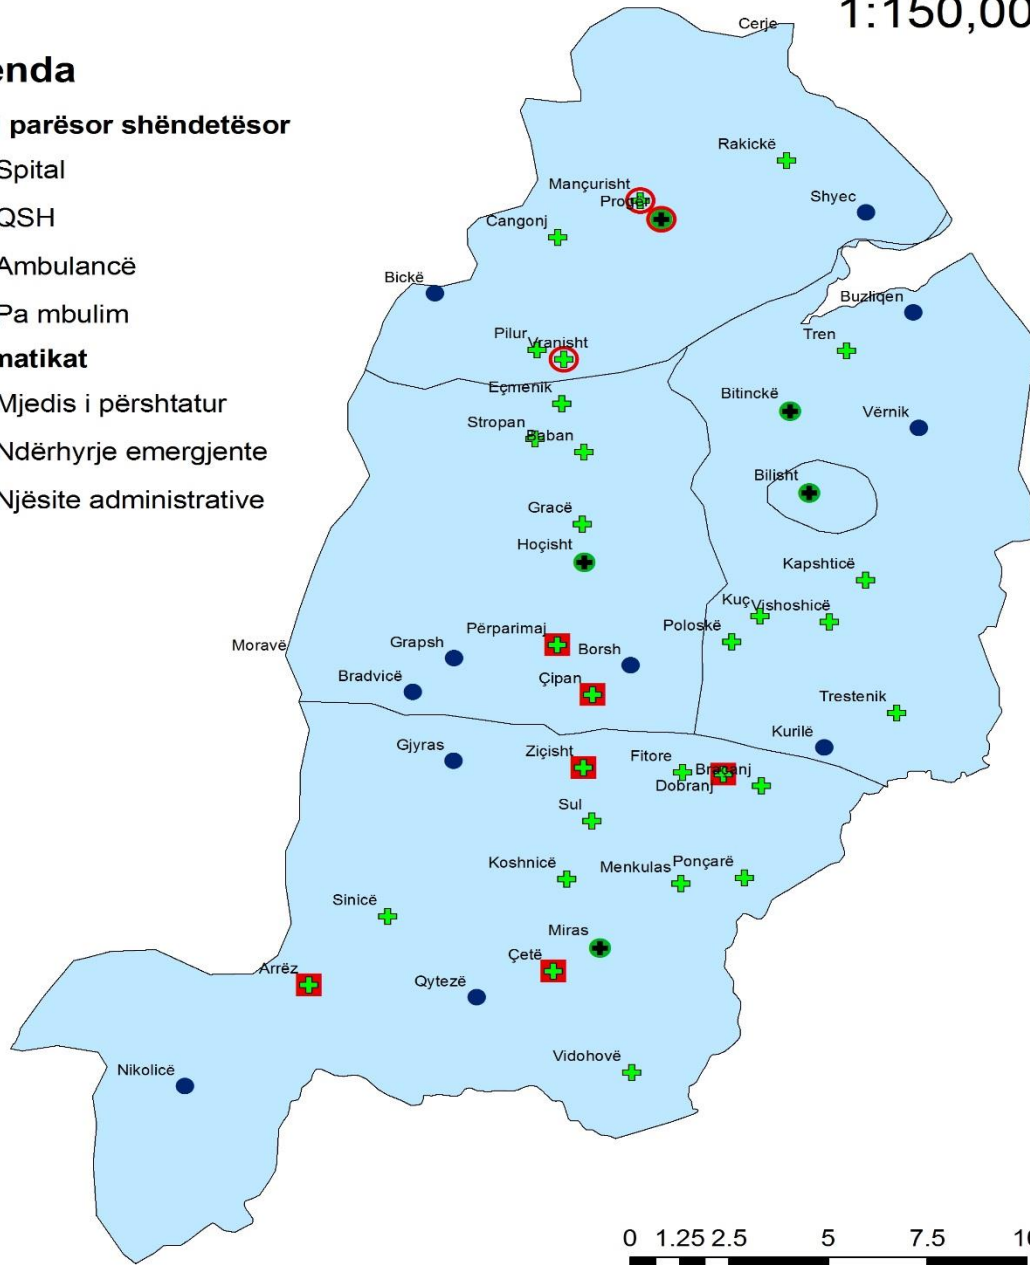 1:150,00
enda
parësor shëndetësor
Spital
QSH
Ambulancë
Pa mbulim
matikat
Mjedis i përshtatur
Ndërhyrje emergjente
Njësite administrative
Cerje
Rakickë
Mançurisht
Proger
Shyec
Cangonj
Bickë
Buzliqen
Pilur
Vranisht
Tren
Eçmenik
Bitinckë
Vërnik
Stropan
Baban
Bilisht
Gracë
Hoçisht
Kapshticë
Kuç
Vishoshicë
Poloskë
Përparimaj
Moravë
Grapsh
Borsh
Bradvicë
Çipan
Trestenik
Kurilë
Gjyras
Ziçisht
Fitore
Bracanj
Dobranj
Sul
Koshnicë
Menkulas
Ponçarë
Sinicë
Miras
Çetë
Arrëz
Qytezë
Vidohovë
Nikolicë
0 1.25 2.5 5 7.5 10